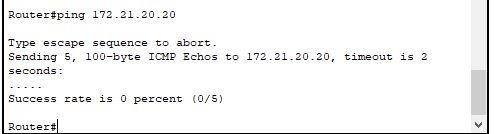 Router#ping 172.21.20.20
Type escape sequence to abort.
Sending 5, 100-byte ICMP Echos to 172.21.20.20, timeout is 2
seconds:
.....
Success rate is 0 percent (0/5)
Router#